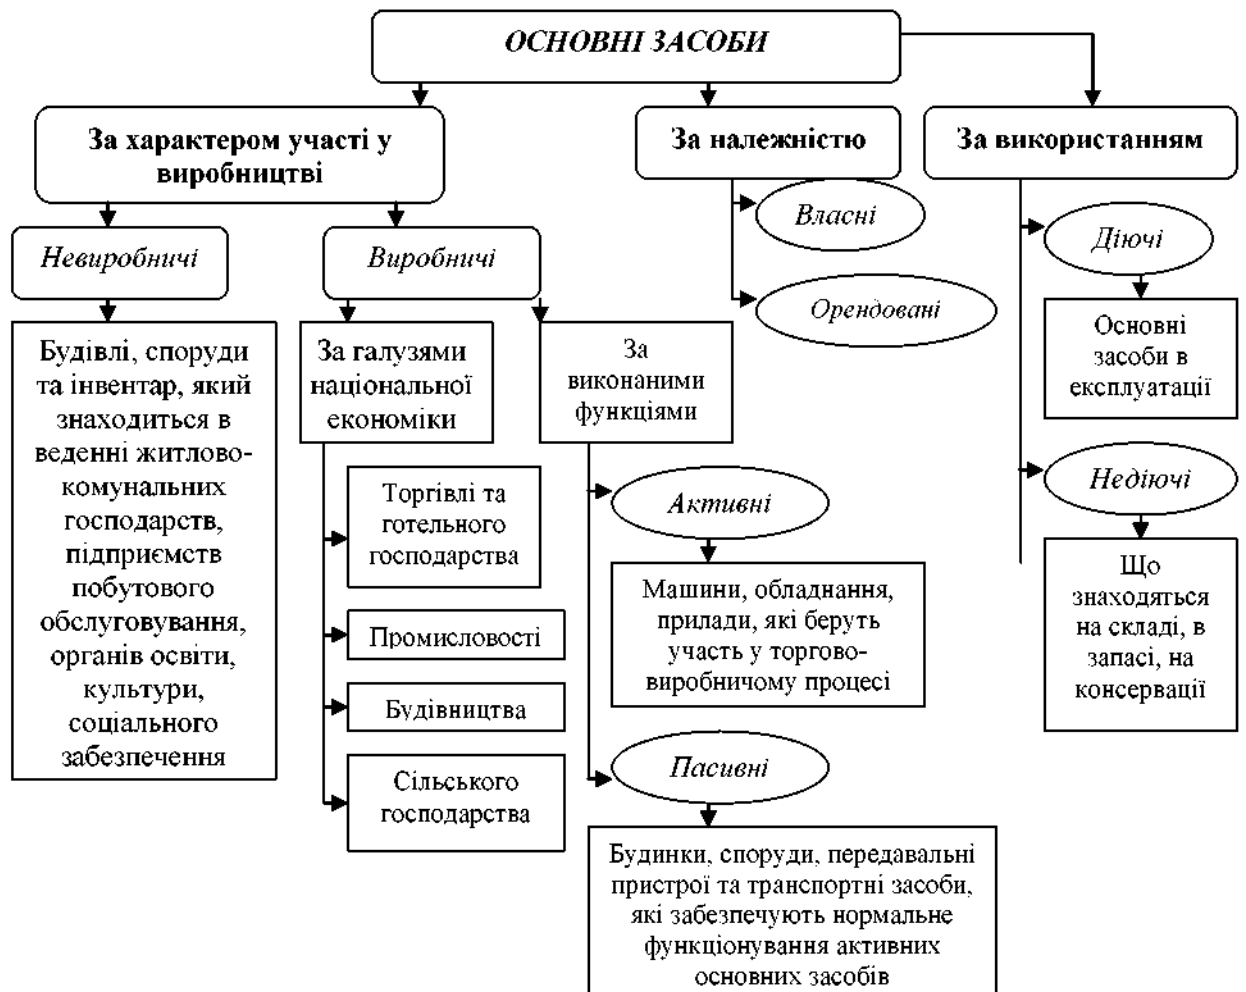 ОСНОВНІ ЗАСОБИ
За характером участі у
виробництві
За належністю
За використанням
Невиробничі
Виробничі
Власні
Орендовані
Діючі
Будівлі, споруди
та інвентар, який
знаходиться в
веденні житлово-
комунальних
господарств,
підприємств
побутового
обслуговування,
органів освіти,
культури,
соціального
забезпечення
За галузями
національної
економіки
Торгівлі та
готельного
господарства
Промисловості
Будівництва
Сільського
господарства
За
виконаними
функціями
Активні
Машини, обладнання,
прилади, які беруть
участь у торгово-
виробничому процесі
Пасивні
Будинки, споруди, передавальні
пристрої та транспортні засоби,
які забезпечують нормальне
функціонування активних
основних засобів
Основні
засоби в
експлуатації
Недіючі
Що
знаходяться
на складі, в
запасі, на
консервації